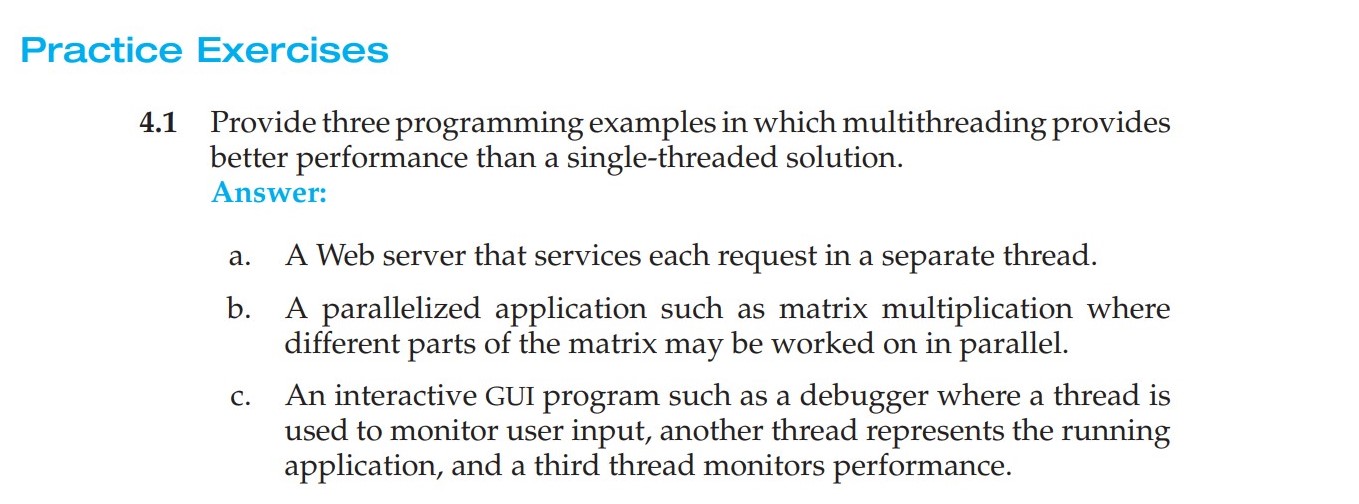 Practice Exercises
4.1 Provide three programming examples in which multithreading provides
better performance than a single-threaded solution.
Answer:
a. A Web server that services each request in a separate thread.
b. A parallelized application such as matrix multiplication where
different parts of the matrix may be worked on in parallel.
c. An interactive GUI program such as a debugger where a thread is
used to monitor user input, another thread represents the running
application, and a third thread monitors performance.